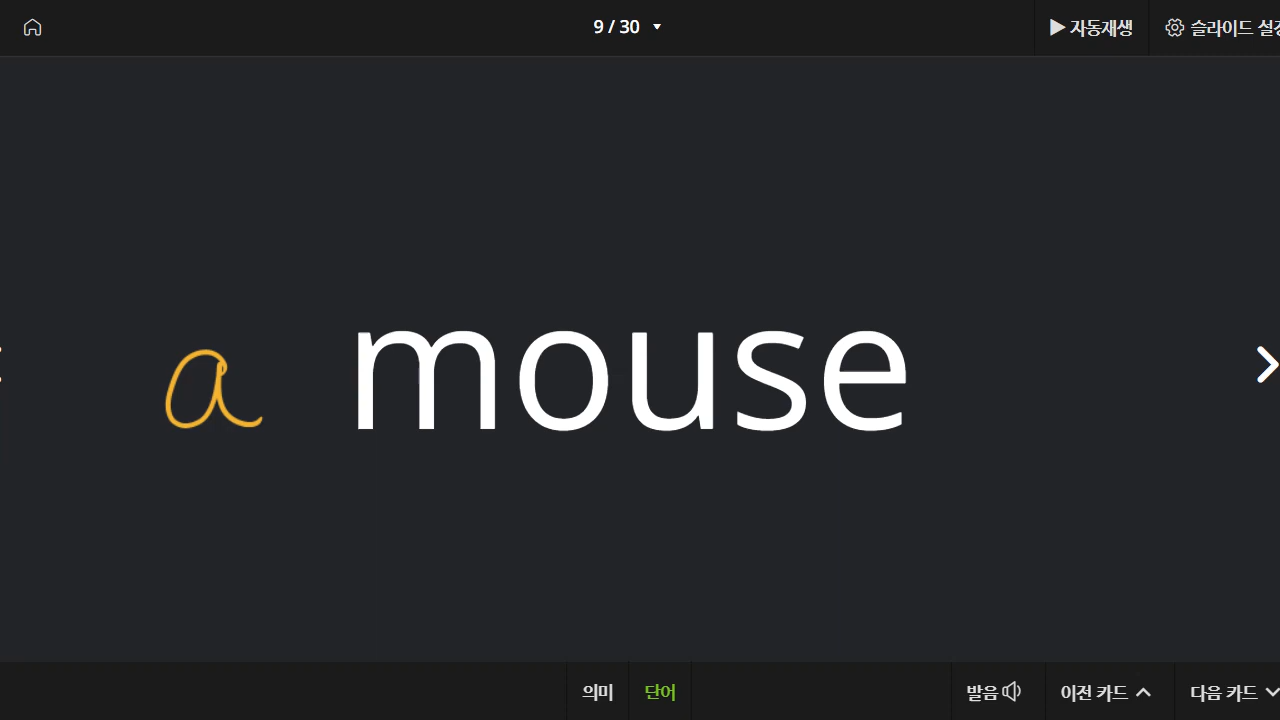 9 / 30
▶ 자동재생
슬라이드 설정
a mouse
의미
단어
발음
이전 카드
다음 카드